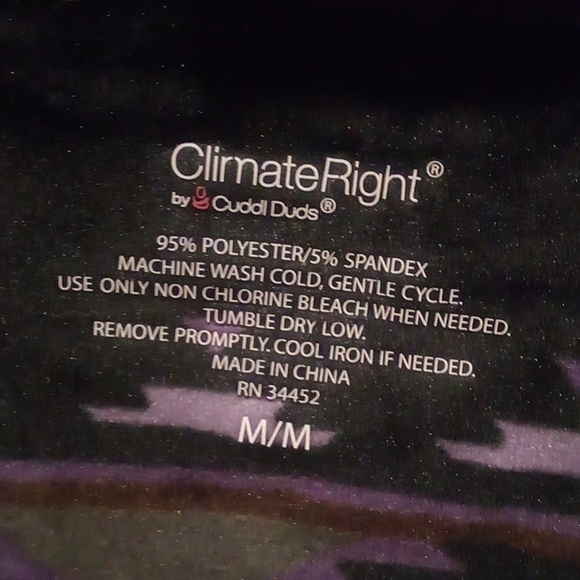 ClimateRight®
by Cuddl Duds®
95% POLYESTER/5% SPANDEX
MACHINE WASH COLD, GENTLE CYCLE.
USE ONLY NON CHLORINE BLEACH WHEN NEEDED.
TUMBLE DRY LOW.
REMOVE PROMPTLY. COOL IRON IF NEEDED.
MADE IN CHINA
RN 34452
M/M